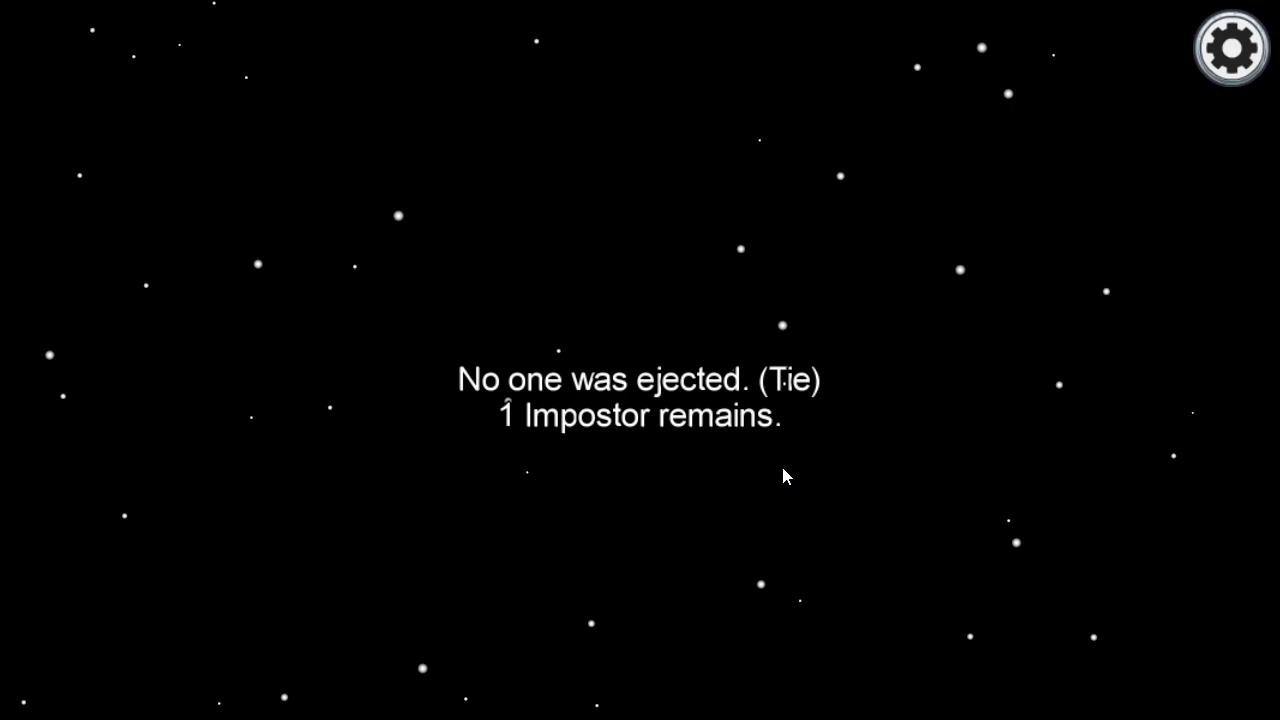 No one was ejected. (Tie)
1 Impostor remains.